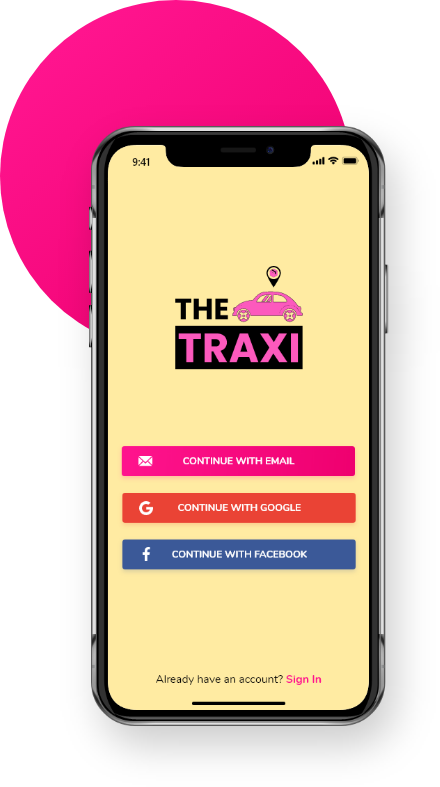 9:41
THE
TRAXI
CONTINUE WITH EMAIL
G CONTINUE WITH GOOGLE
f CONTINUE WITH FACEBOOK
Already have an account? Sign In